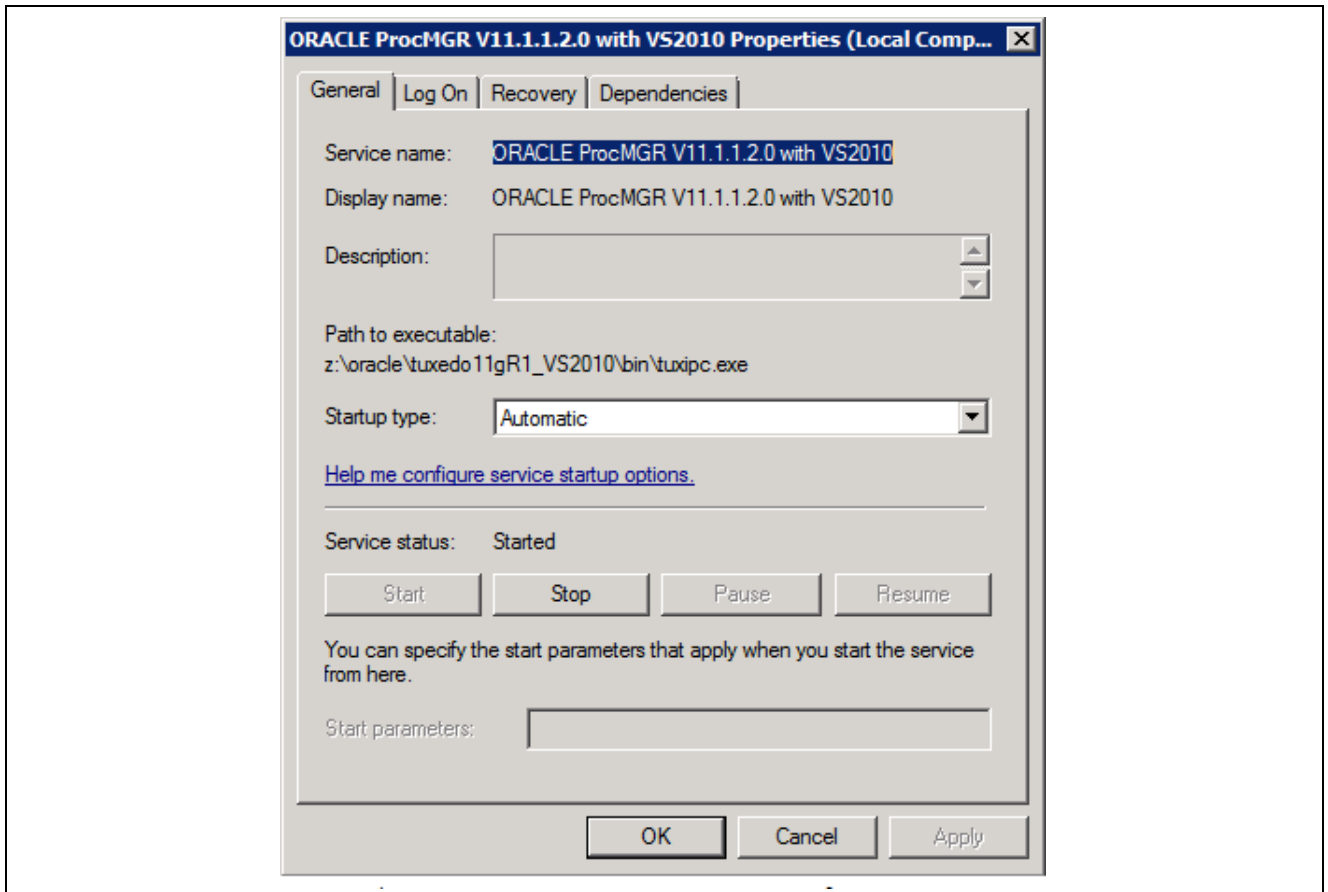 ORACLE ProcMGR V11.1.1.2.0 with VS2010 Properties (Local Comp...
General Log On Recovery Dependencies
Service name: ORACLE ProcMGR V11.1.1.2.0 with VS2010
Display name: ORACLE ProcMGR V11.1.1.2.0 with VS2010
Description:
Path to executable:
z:\oracle\tuxedo11gR1_VS2010\bin\tuxipc.exe
Startup type: Automatic
Help me configure service startup options.
Service status: Started
Start Stop Pause Resume
You can specify the start parameters that apply when you start the service
from here.
Start parameters:
OK Cancel Apply